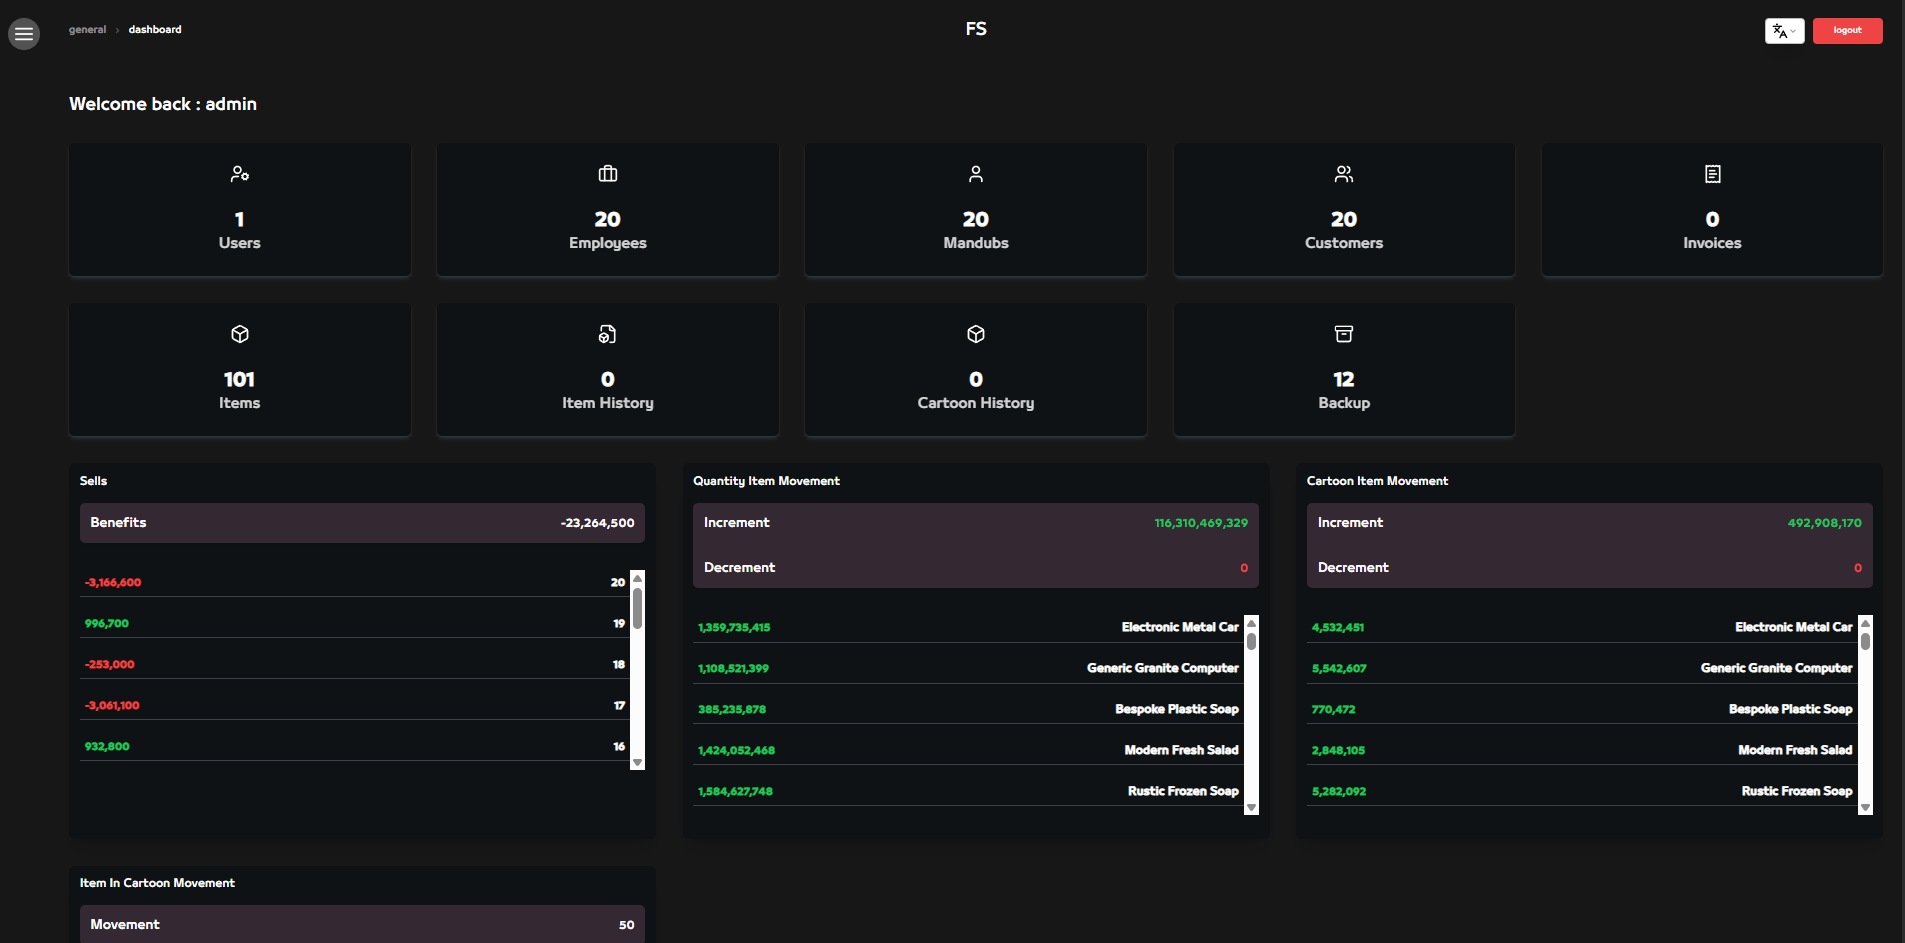 general › dashboard
FS
logout
Welcome back : admin
1
Users
20
Employees
20
Mandubs
20
Customers
0
Invoices
101
Items
0
Item History
0
Cartoon History
12
Backup
Sells
Benefits -23,264,500
-3,166,600 20
996,700 19
-253,000 18
-3,061,100 17
932,800 16
Quantity Item Movement
Increment 116,310,469,329
Decrement 0
1,359,735,415 Electronic Metal Car
1,108,521,399 Generic Granite Computer
385,235,878 Bespoke Plastic Soap
1,424,052,468 Modern Fresh Salad
1,584,627,748 Rustic Frozen Soap
Cartoon Item Movement
Increment 492,908,170
Decrement 0
4,532,451 Electronic Metal Car
5,542,607 Generic Granite Computer
770,472 Bespoke Plastic Soap
2,848,105 Modern Fresh Salad
5,282,092 Rustic Frozen Soap
Item In Cartoon Movement
Movement 50